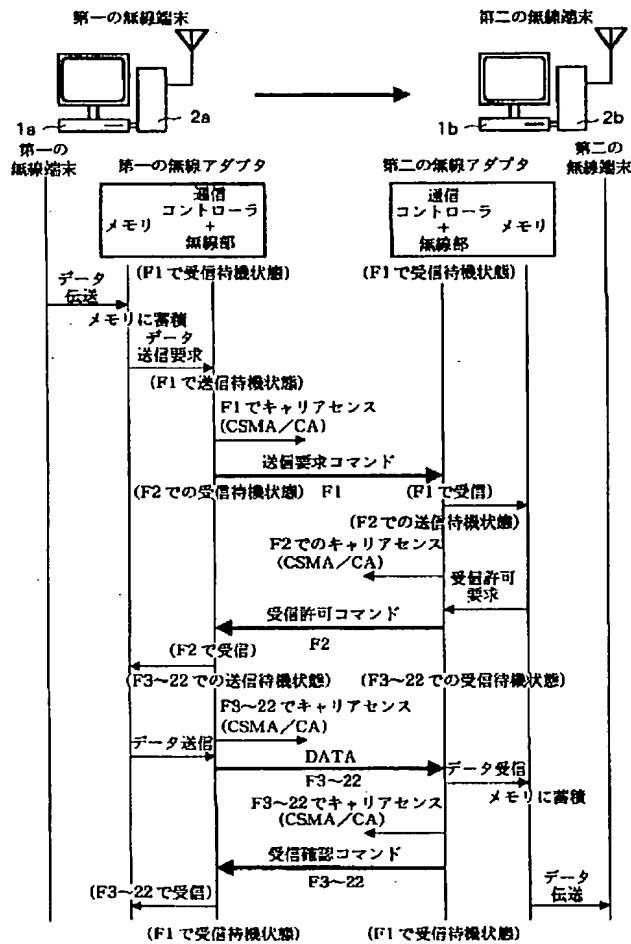 第一の無線端末
第二の無線端末
1a
2a
1b
2b
第一の
無線端末
第一の無線アダプタ
第二の無線アダプタ
第二の
無線端末
メモリ
通信
コントローラ
+
無線部
通信
コントローラ
+
無線部
メモリ
(F1で受信待機状態)
(F1で受信待機状態)
データ
伝送
メモリに蓄積
データ
送信要求
(F1で送信待機状態)
F1でキャリアセンス
(CSMA/CA)
送信要求コマンド
(F2での受信待機状態)
F1
(F1で受信)
(F2での送信待機状態)
F2でのキャリアセンス
(CSMA/CA)
受信許可
要求
受信許可コマンド
F2
(F2で受信)
(F3~22での送信待機状態)
(F3~22での受信待機状態)
F3~22でキャリアセンス
(CSMA/CA)
データ送信
DATA
F3~22
データ受信
メモリに蓄積
F3~22でキャリアセンス
(CSMA/CA)
受信確認コマンド
F3~22
(F3~22で受信)
データ
伝送
(F1で受信待機状態)
(F1で受信待機状態)